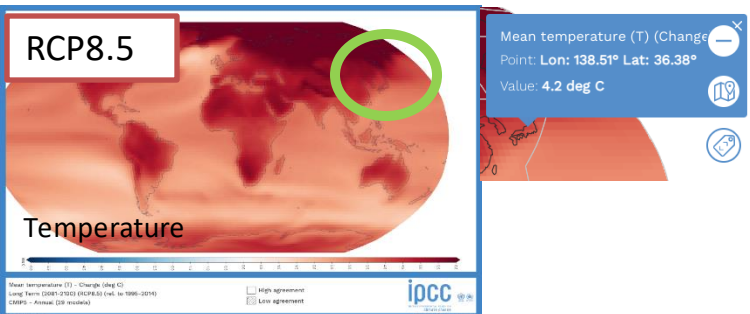 RCP8.5
Temperature
Mean temperature (T) - Change (deg C)
Long Term (2081-2100) (RCP8.5) (rel. to 1995-2014)
CMIP5 - Annual (29 models)
High agreement
Low agreement
ipcc
Mean temperature (T) (Change
Point: Lon: 138.51° Lat: 36.38°
Value: 4.2 deg C